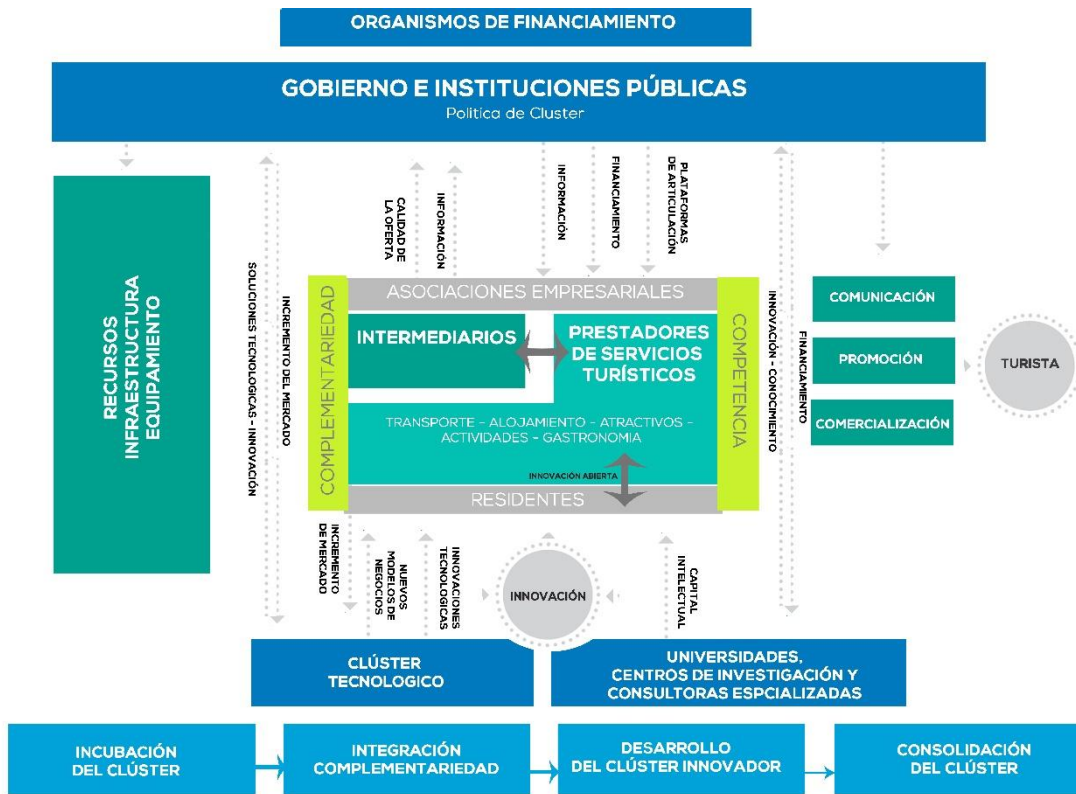 ORGANISMOS DE FINANCIAMIENTO
GOBIERNO E INSTITUCIONES PÚBLICAS
Política de Cluster
RECURSOS
INFRAESTRUCTURA
EQUIPAMIENTO
SOLUCIONES TECNOLOGICAS - INNOVACIÓN
INCREMENTO DEL MERCADO
CALIDAD DE
LA OFERTA
INFORMACIÓN
INFORMACIÓN
FINANCIAMIENTO
PLATAFORMAS
DE ARTICULACIÓN
INNOVACIÓN - CONOCIMIENTO
FINANCIAMIENTO
COMPLEMENTARIEDAD
ASOCIACIONES EMPRESARIALES
INTERMEDIARIOS
PRESTADORES
DE SERVICIOS
TURÍSTICOS
TRANSPORTE - ALOJAMIENTO - ATRACTIVOS -
ACTIVIDADES - GASTRONOMIA
INNOVACIÓN ABIERTA
RESIDENTES
COMPETENCIA
COMUNICACIÓN
PROMOCIÓN
COMERCIALIZACIÓN
TURISTA
INCREMENTO
DE MERCADO
NUEVOS
MODELOS DE
NEGOCIOS
INNOVACIONES
TECNOLOGICAS
INNOVACIÓN
CAPITAL
INTELECTUAL
CLÚSTER
TECNOLOGICO
UNIVERSIDADES,
CENTROS DE INVESTIGACIÓN Y
CONSULTORAS ESPCIALIZADAS
INCUBACIÓN
DEL CLÚSTER
INTEGRACIÓN
COMPLEMENTARIEDAD
DESARROLLO
DEL CLÚSTER INNOVADOR
CONSOLIDACIÓN
DEL CLÚSTER